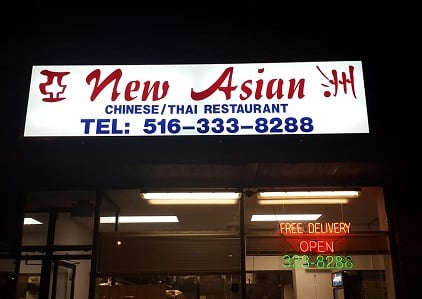 亞 New Asian 洲
CHINESE/THAI RESTAURANT
TEL: 516-333-8288
FREE DELIVERY
OPEN
333-8288